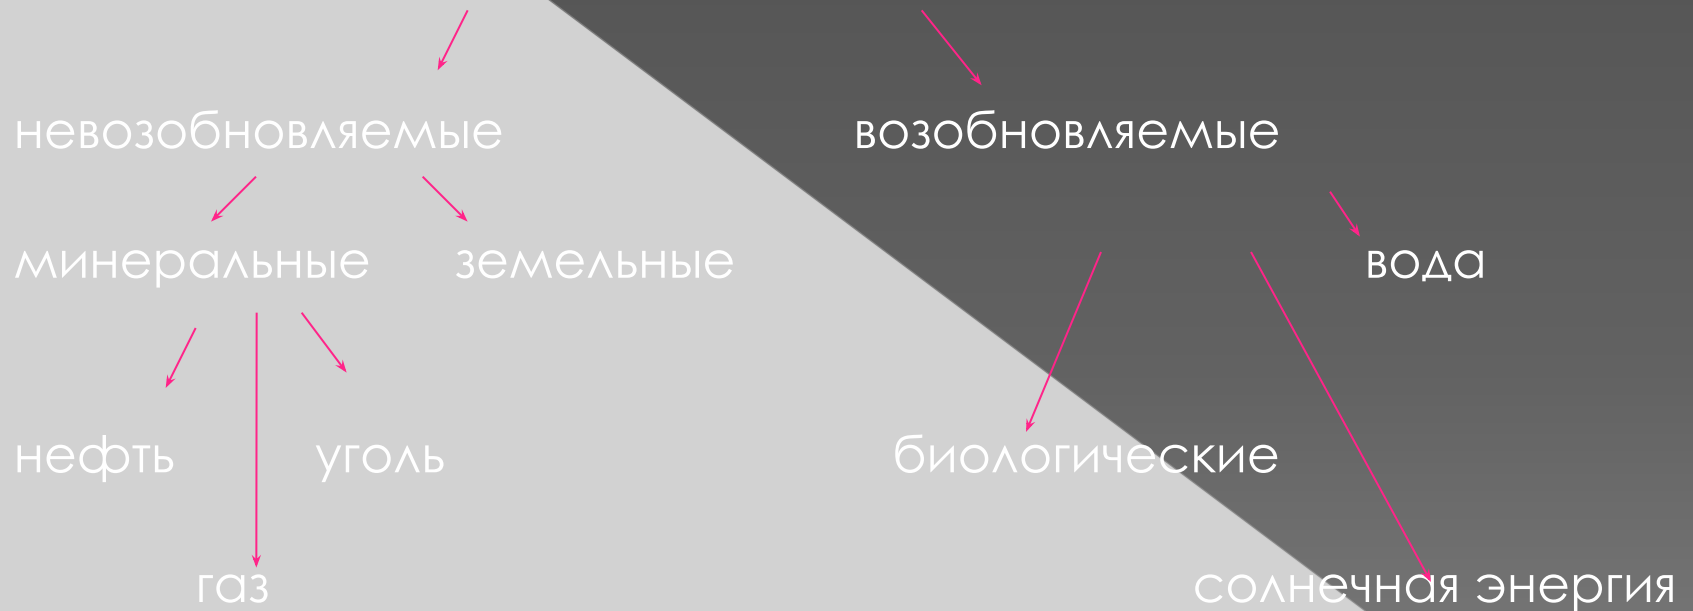 невозобновляемые возобновляемые
минеральные земельные вода
нефть уголь биологические
газ солнечная энергия